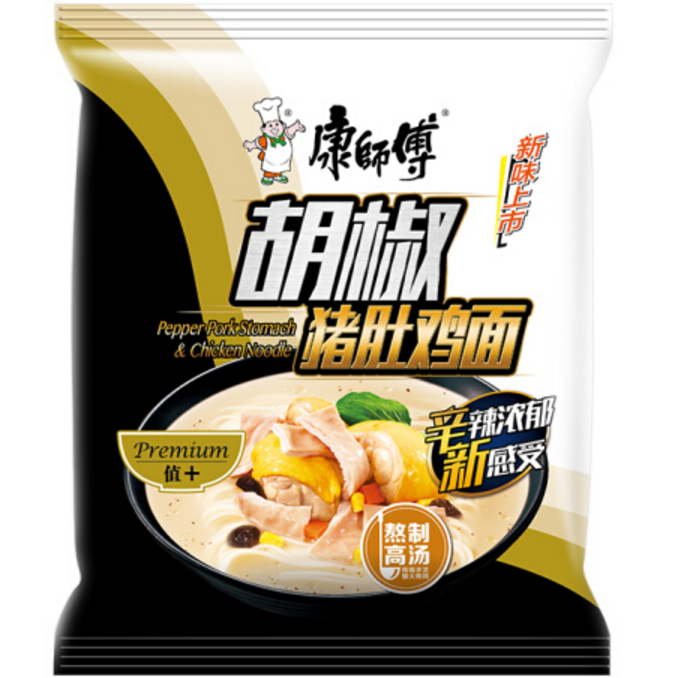 康師傅
新味上市
胡椒
Pepper Pork Stomach
& Chicken Noodle
猪肚鸡面
辛辣浓郁
新感受
Premium
值+
熬制
高汤